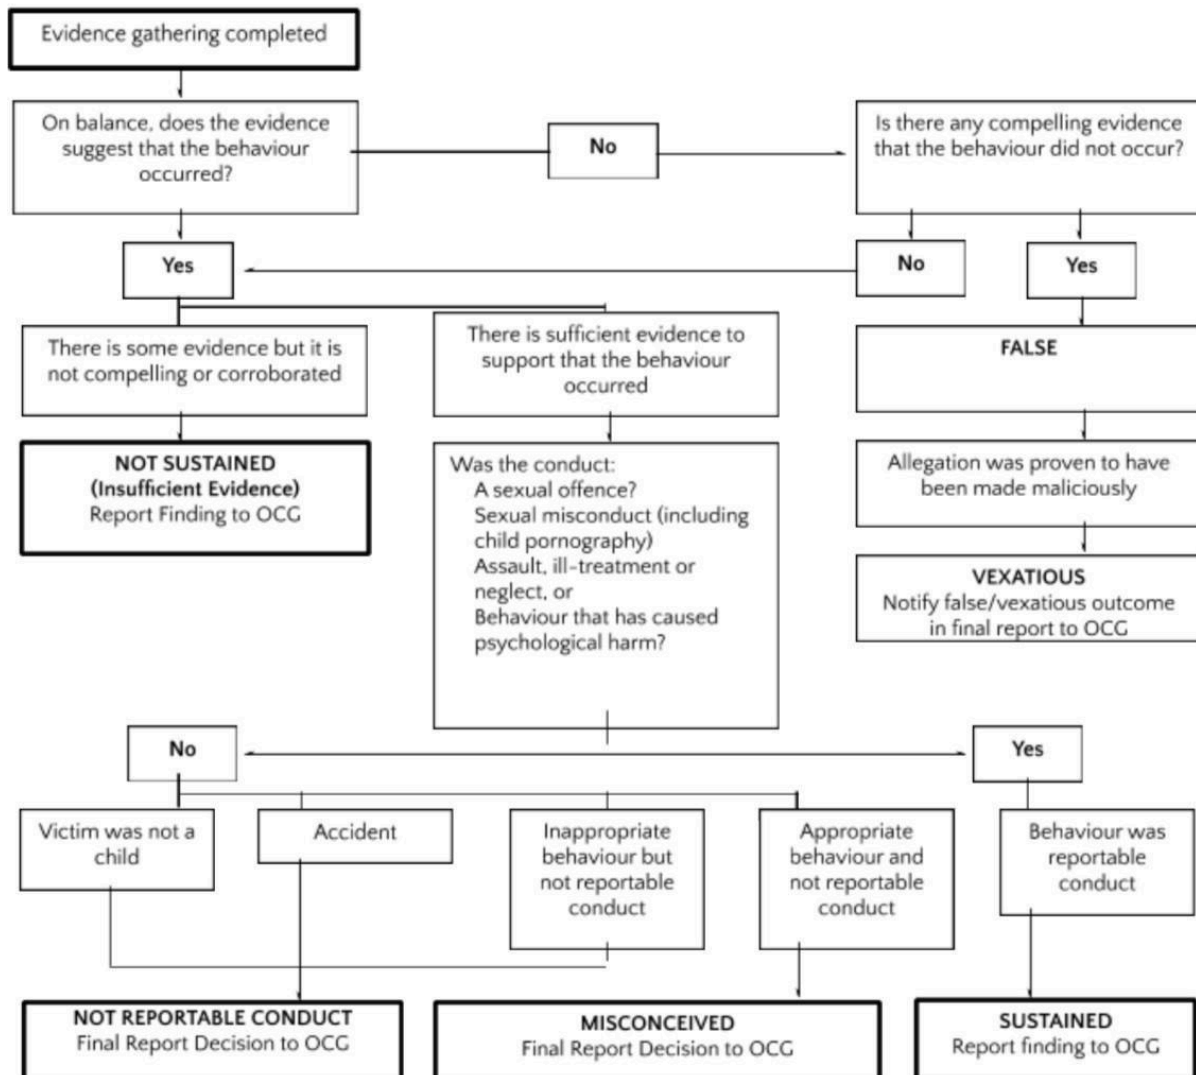 Evidence gathering completed
On balance, does the evidence
suggest that the behaviour
occurred?
No
Is there any compelling evidence
that the behaviour did not occur?
Yes
No
Yes
There is some evidence but it is
not compelling or corroborated
There is sufficient evidence to
support that the behaviour
occurred
FALSE
NOT SUSTAINED
(Insufficient Evidence)
Report Finding to OCG
Was the conduct:
A sexual offence?
Sexual misconduct (including
child pornography)
Assault, ill-treatment or
neglect, or
Behaviour that has caused
psychological harm?
Allegation was proven to have
been made maliciously
VEXATIOUS
Notify false/vexatious outcome
in final report to OCG
No
Yes
Victim was not a
child
Accident
Inappropriate
behaviour but
not reportable
conduct
Appropriate
behaviour and
not reportable
conduct
Behaviour was
reportable
conduct
NOT REPORTABLE CONDUCT
Final Report Decision to OCG
MISCONCEIVED
Final Report Decision to OCG
SUSTAINED
Report finding to OCG